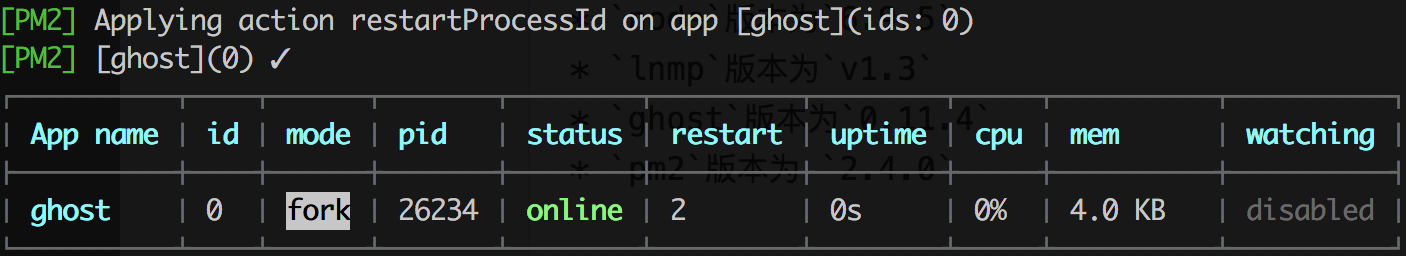 [PM2] Applying action restartProcessId on app [ghost](ids: 0)
[PM2] [ghost](0) ✓
* `lnmp`版本为`v1.3`
* `ghost`版本为`0.11.4`
App name id mode pid status restart uptime cpu mem watching
* `pm2`版本为 `2.4.0`
ghost 0 fork 26234 online 2 0s 0% 4.0 KB disabled